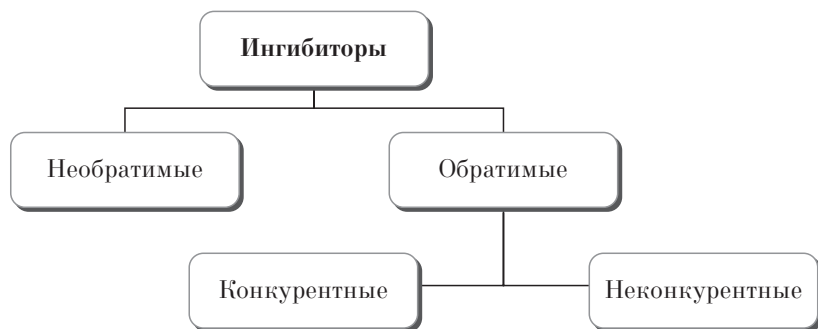 Ингибиторы
Необратимые
Обратимые
Конкурентные
Неконкурентные